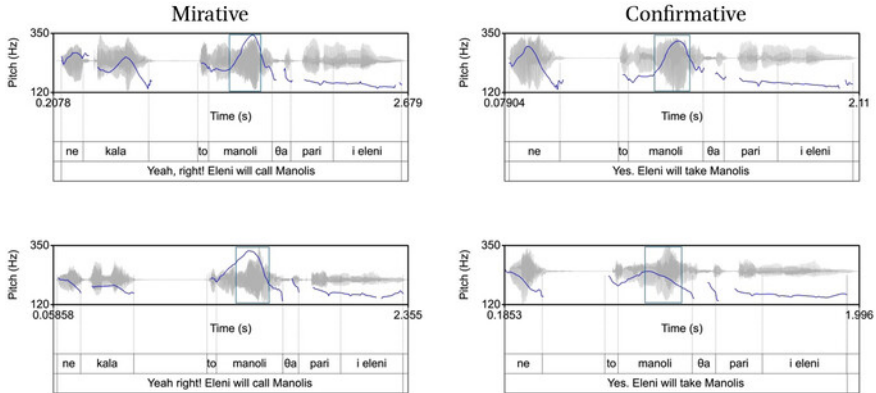 Mirative
Confirmative
350
Pitch (Hz)
120
0.2078
2.679
Time (s)
ne kala to manoli θa pari i eleni
Yeah, right! Eleni will call Manolis
350
Pitch (Hz)
120
0.07904
2.11
Time (s)
ne to manoli θa pari i eleni
Yes. Eleni will take Manolis
350
Pitch (Hz)
120
0.05858
2.355
Time (s)
ne kala to manoli θa pari i eleni
Yeah right! Eleni will call Manolis
350
Pitch (Hz)
120
0.1853
1.996
Time (s)
ne to manoli θa pari i eleni
Yes. Eleni will take Manolis